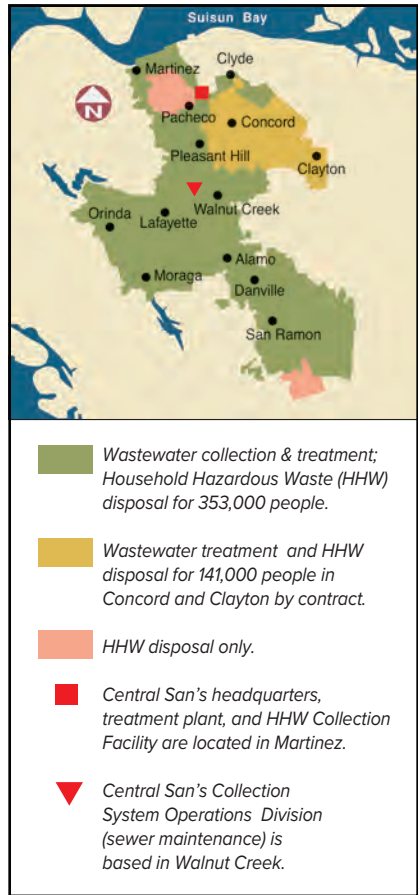 Suisun Bay
Clyde
Martinez
N
Pacheco
Concord
Pleasant Hill
Clayton
Walnut Creek
Orinda
Lafayette
Alamo
Moraga
Danville
San Ramon
Wastewater collection & treatment;
Household Hazardous Waste (HHW)
disposal for 353,000 people.
Wastewater treatment and HHW
disposal for 141,000 people in
Concord and Clayton by contract.
HHW disposal only.
Central San’s headquarters,
treatment plant, and HHW Collection
Facility are located in Martinez.
Central San’s Collection
System Operations Division
(sewer maintenance) is
based in Walnut Creek.